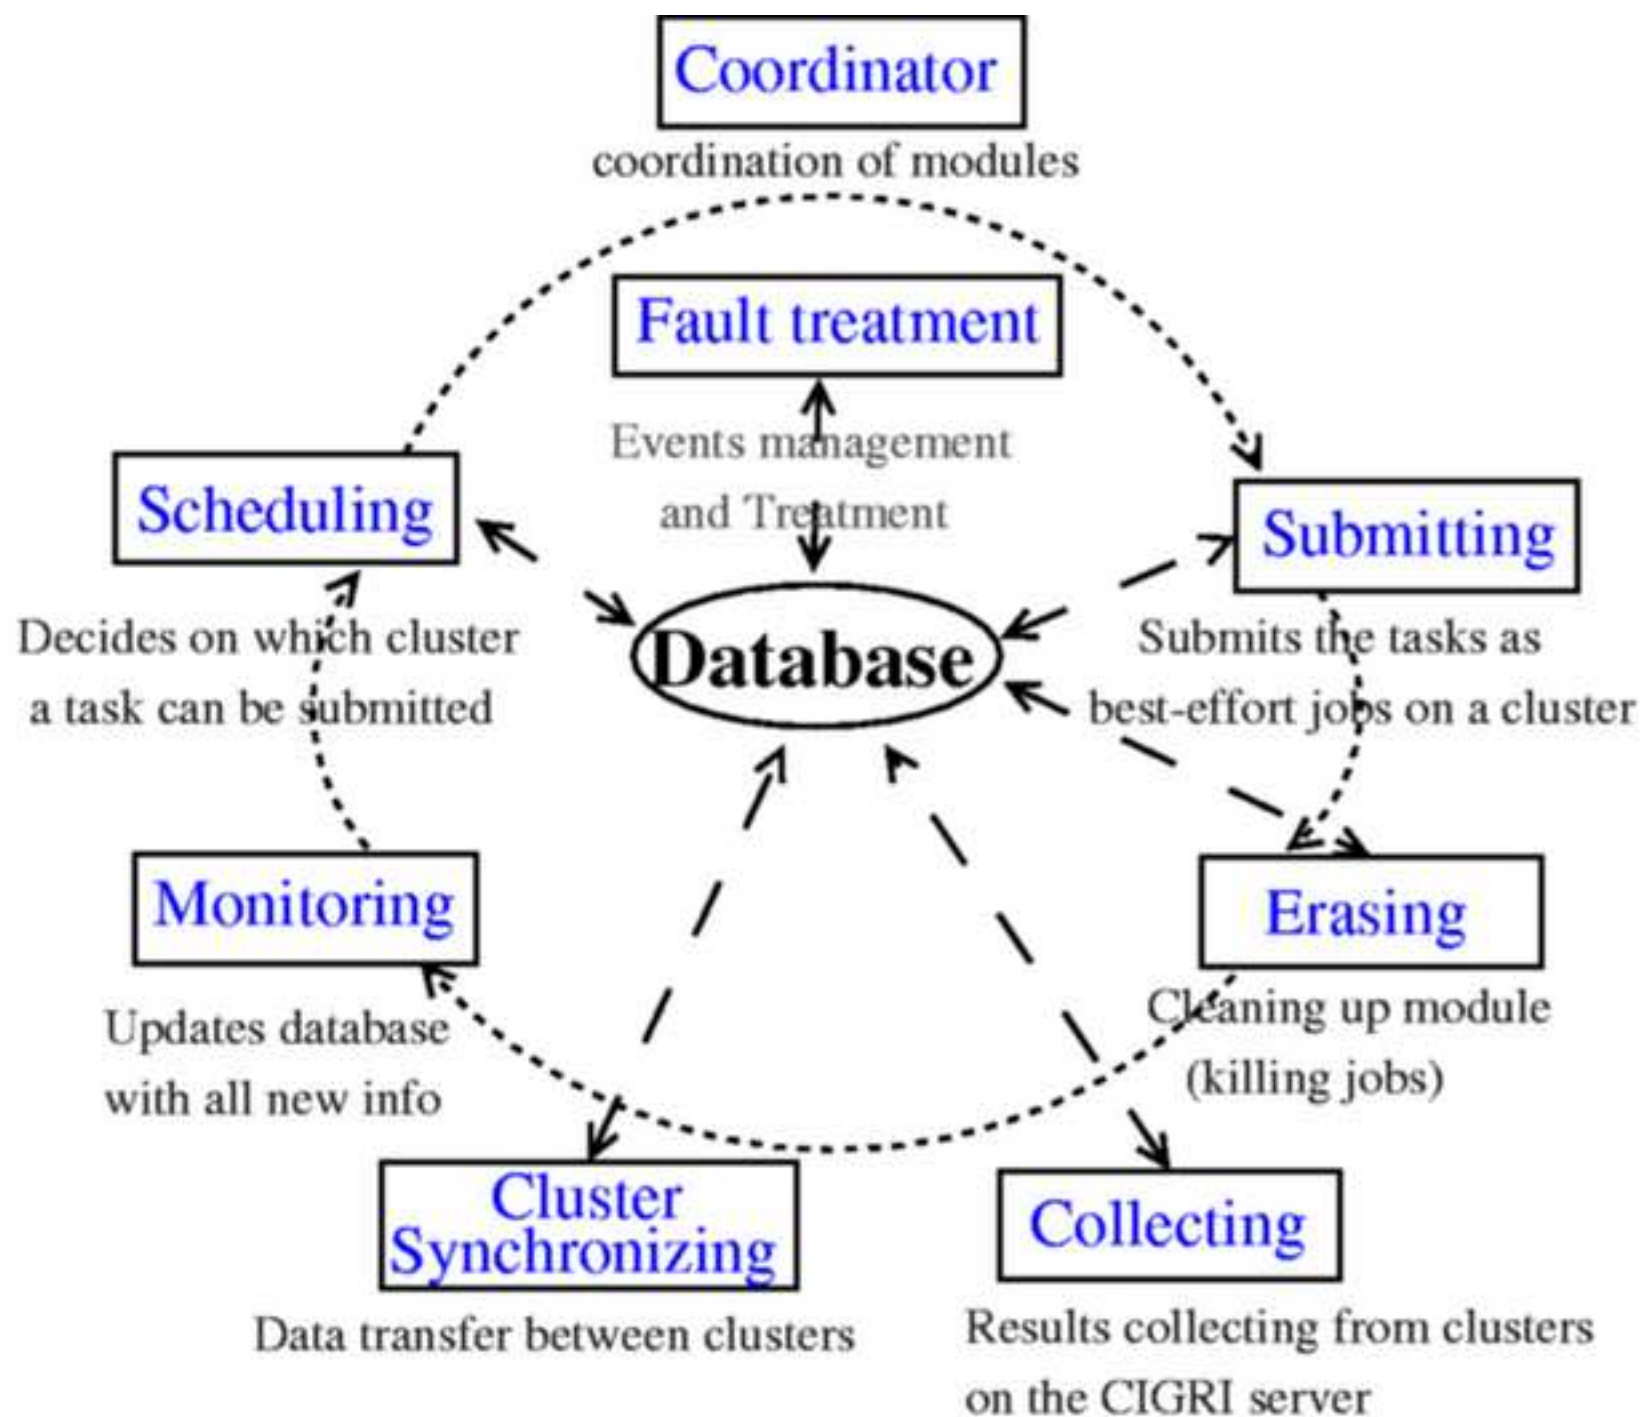 Coordinator
coordination of modules
Fault treatment
Events management
and Treatment
Scheduling
Decides on which cluster
a task can be submitted
Submitting
Submits the tasks as
best-effort jobs on a cluster
Database
Monitoring
Updates database
with all new info
Erasing
Cleaning up module
(killing jobs)
Cluster
Synchronizing
Data transfer between clusters
Collecting
Results collecting from clusters
on the CIGRI server